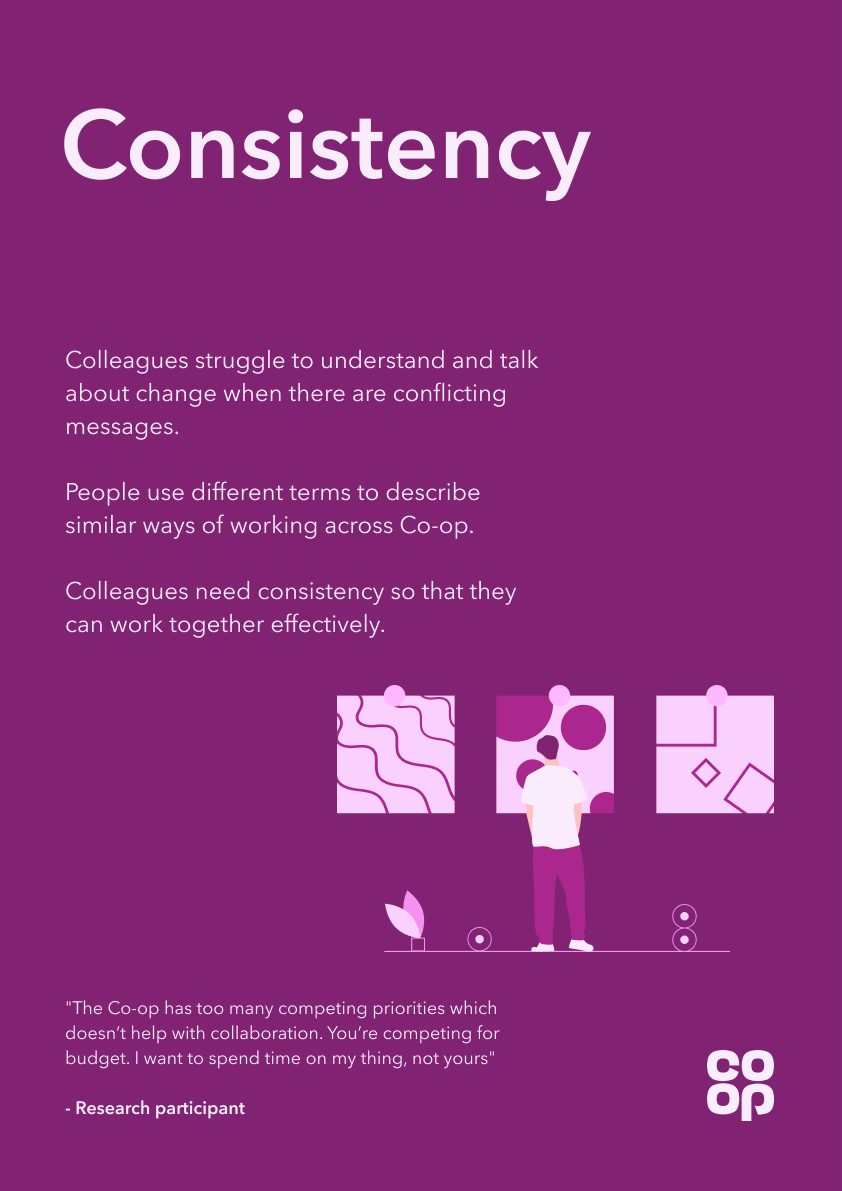 Consistency
Colleagues struggle to understand and talk
about change when there are conflicting
messages.
People use different terms to describe
similar ways of working across Co-op.
Colleagues need consistency so that they
can work together effectively.
"The Co-op has too many competing priorities which
doesn’t help with collaboration. You’re competing for
budget. I want to spend time on my thing, not yours"
- Research participant
co
op